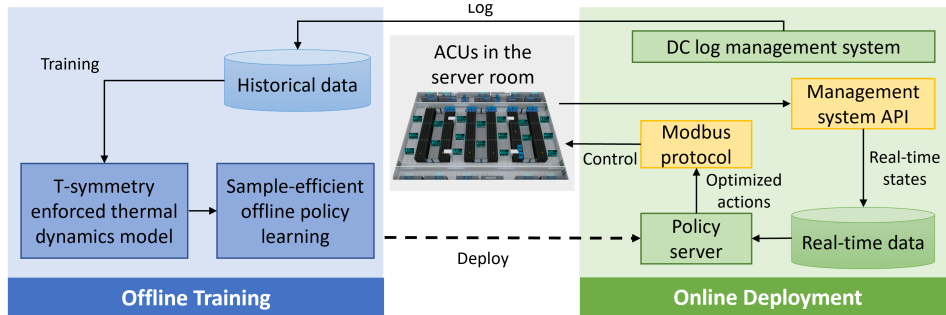 Log
Training
Historical data
T-symmetry
enforced thermal
dynamics model
Sample-efficient
offline policy
learning
Offline Training
ACUs in the
server room
Deploy
DC log management system
Management
system API
Modbus
protocol
Control
Optimized
actions
Real-time
states
Policy
server
Real-time data
Online Deployment